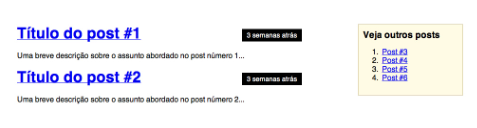 Título do post #1
3 semanas atrás
Uma breve descrição sobre o assunto abordado no post número 1...
Título do post #2
3 semanas atrás
Uma breve descrição sobre o assunto abordado no post número 2...
Veja outros posts
1. Post #3
2. Post #4
3. Post #5
4. Post #6